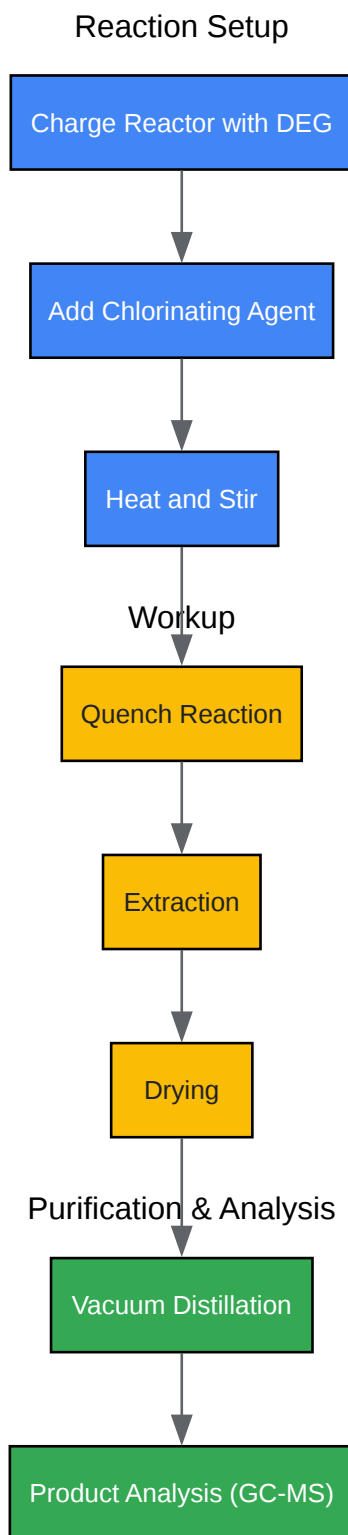 Reaction Setup
Charge Reactor with DEG
Add Chlorinating Agent
Heat and Stir
Workup
Quench Reaction
Extraction
Drying
Purification & Analysis
Vacuum Distillation
Product Analysis (GC-MS)